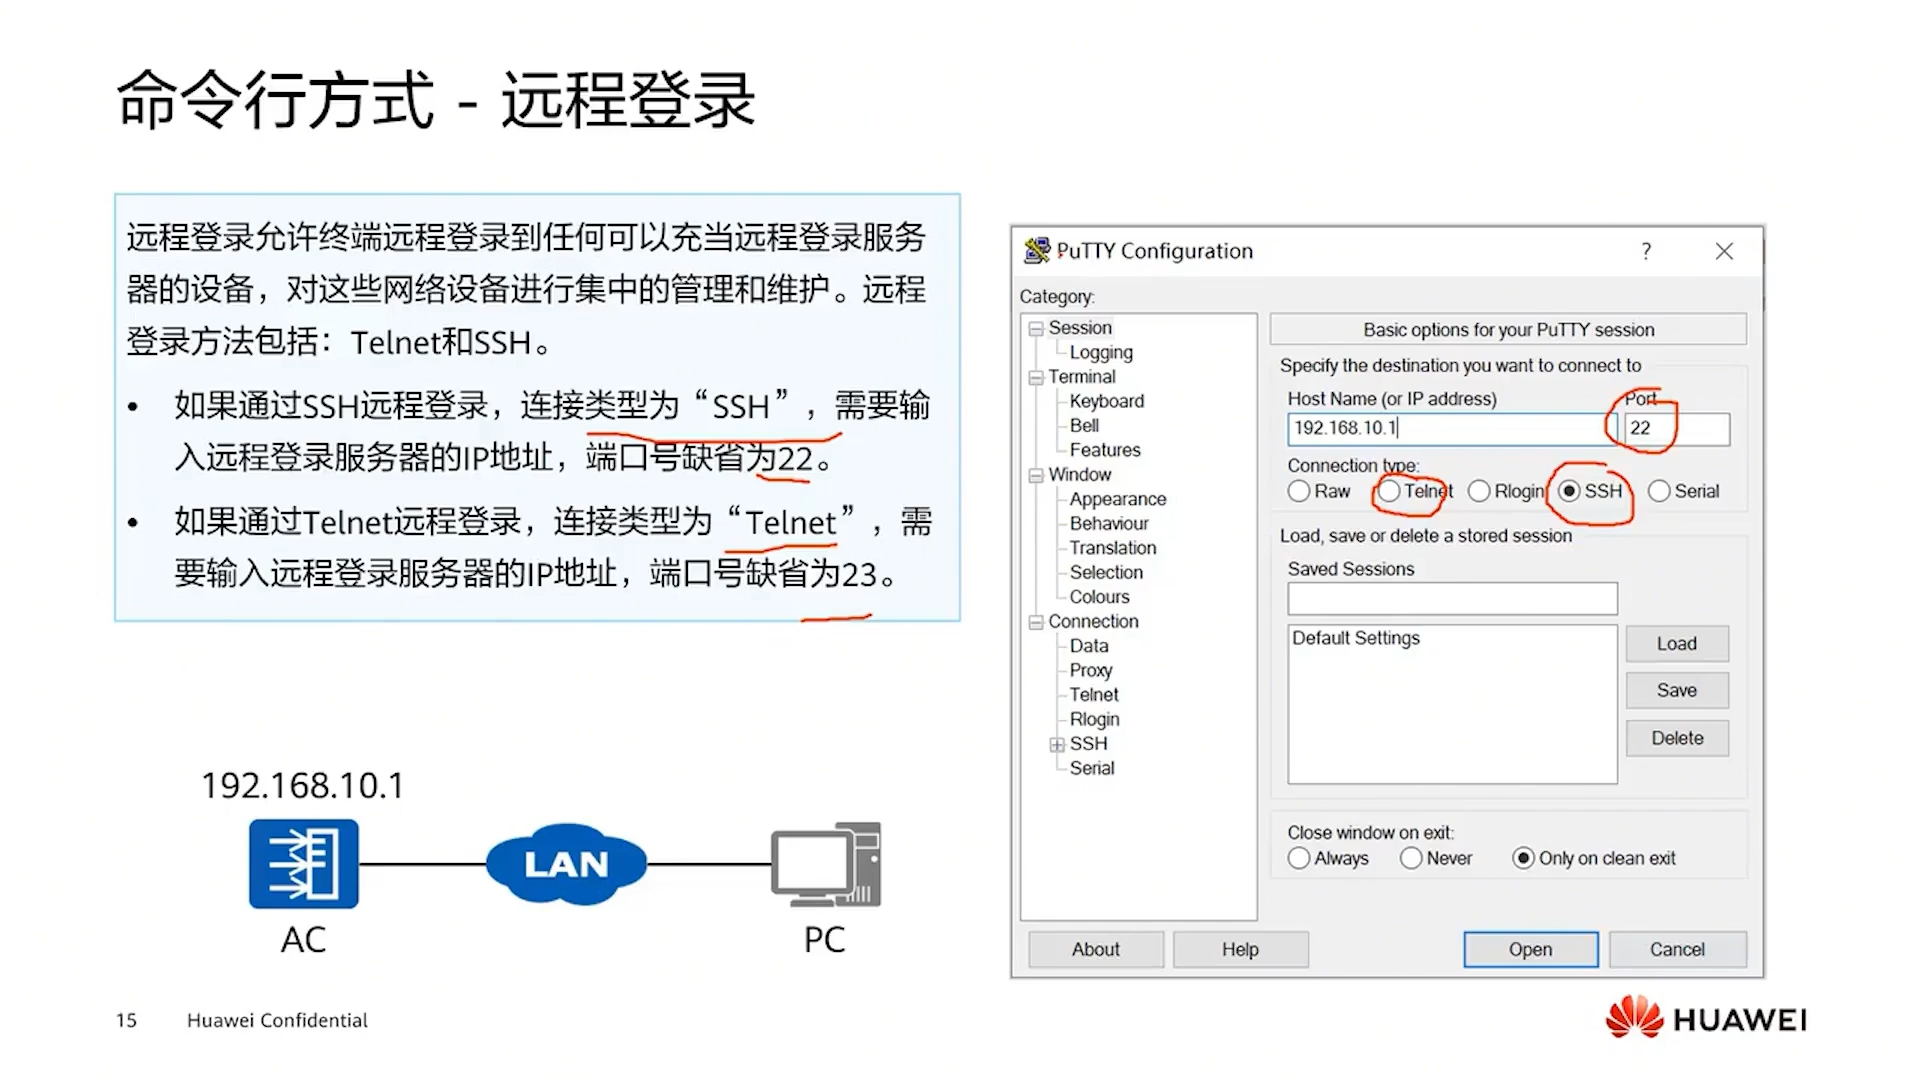 命令行方式 - 远程登录
远程登录允许终端远程登录到任何可以充当远程登录服务
器的设备，对这些网络设备进行集中的管理和维护。远程
登录方法包括：Telnet和SSH。
• 如果通过SSH远程登录，连接类型为“SSH”，需要输
入远程登录服务器的IP地址，端口号缺省为22。
• 如果通过Telnet远程登录，连接类型为“Telnet”，需
要输入远程登录服务器的IP地址，端口号缺省为23。
192.168.10.1
LAN
AC
PC
PuTTY Configuration
?
Category:
Session
Logging
Terminal
Keyboard
Bell
Features
Window
Appearance
Behaviour
Translation
Selection
Colours
Connection
Data
Proxy
Telnet
Rlogin
SSH
Serial
Basic options for your PuTTY session
Specify the destination you want to connect to
Host Name (or IP address) Port
192.168.10.1 22
Connection type:
Raw Telnet Rlogin SSH Serial
Load, save or delete a stored session
Saved Sessions
Default Settings
Load
Save
Delete
Close window on exit:
Always Never Only on clean exit
About Help Open Cancel
15 Huawei Confidential
HUAWEI